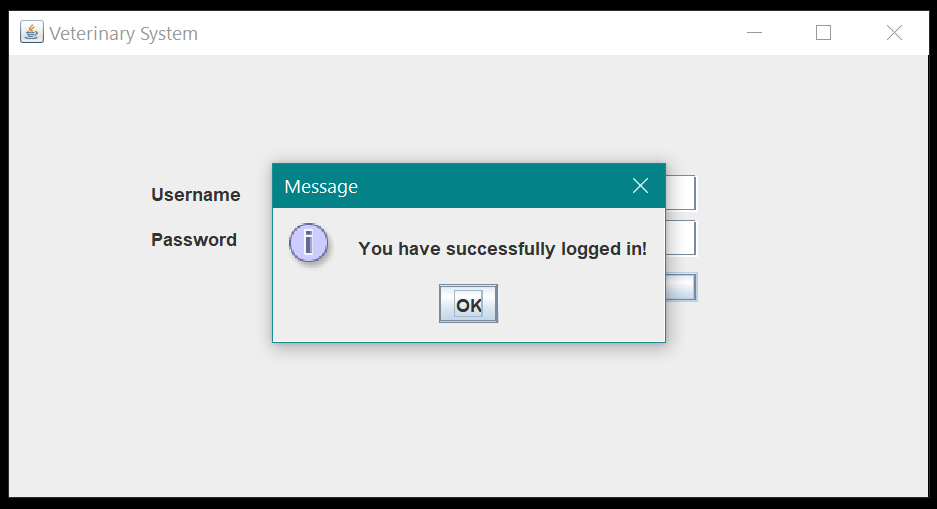 Veterinary System
Message
Username
Password
You have successfully logged in!
OK